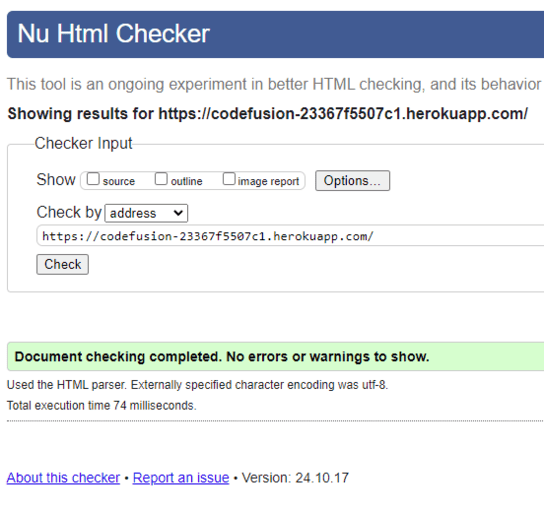 Nu Html Checker
This tool is an ongoing experiment in better HTML checking, and its behavior
Showing results for https://codefusion-23367f5507c1.herokuapp.com/
Checker Input
Show source outline image report Options...
Check by address
https://codefusion-23367f5507c1.herokuapp.com/
Check
Document checking completed. No errors or warnings to show.
Used the HTML parser. Externally specified character encoding was utf-8.
Total execution time 74 milliseconds.
About this checker • Report an issue • Version: 24.10.17